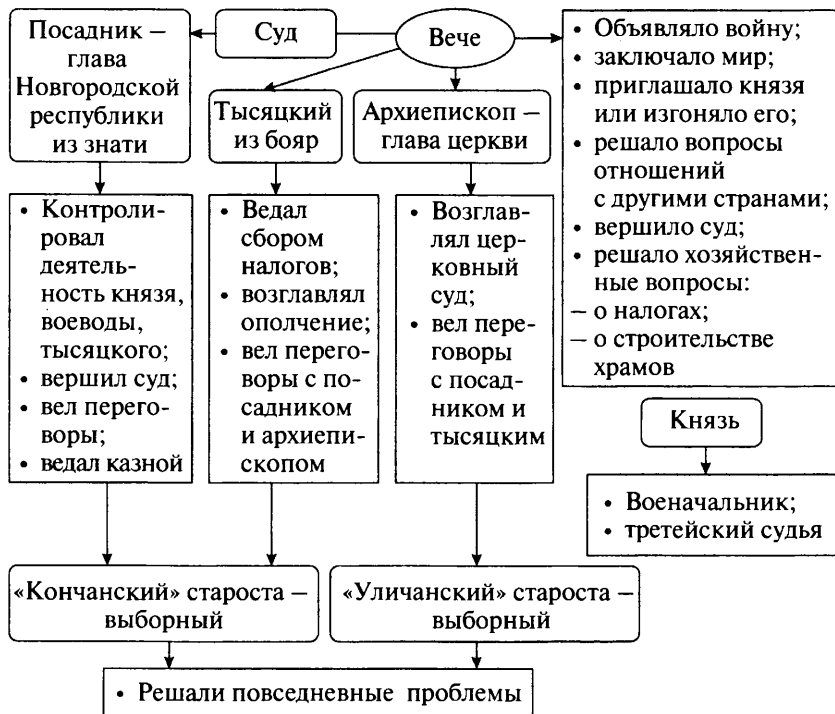 Посадник –
глава
Новгородской
республики
из знати
Суд
Вече
Тысяцкий
из бояр
Архиепископ –
глава церкви
• Объявляло войну;
• заключало мир;
• приглашало князя
или изгоняло его;
• решало вопросы
отношений
с другими странами;
• вершило суд;
• решало хозяйствен-
ные вопросы:
– о налогах;
– о строительстве
храмов
• Контроли-
ровал
деятель-
ность князя,
воеводы,
тысяцкого;
• вершил суд;
• вел перего-
воры;
• ведал казной
• Ведал
сбором
налогов;
• возглавлял
ополчение;
• вел перего-
воры с по-
садником
и архиепи-
скопом
• Возглав-
лял цер-
ковный
суд;
• вел пере-
говоры
с посад-
ником и
тысяцким
Князь
• Военачальник;
• третейский судья
«Кончанский» староста –
выборный
«Уличанский» староста –
выборный
• Решали повседневные проблемы